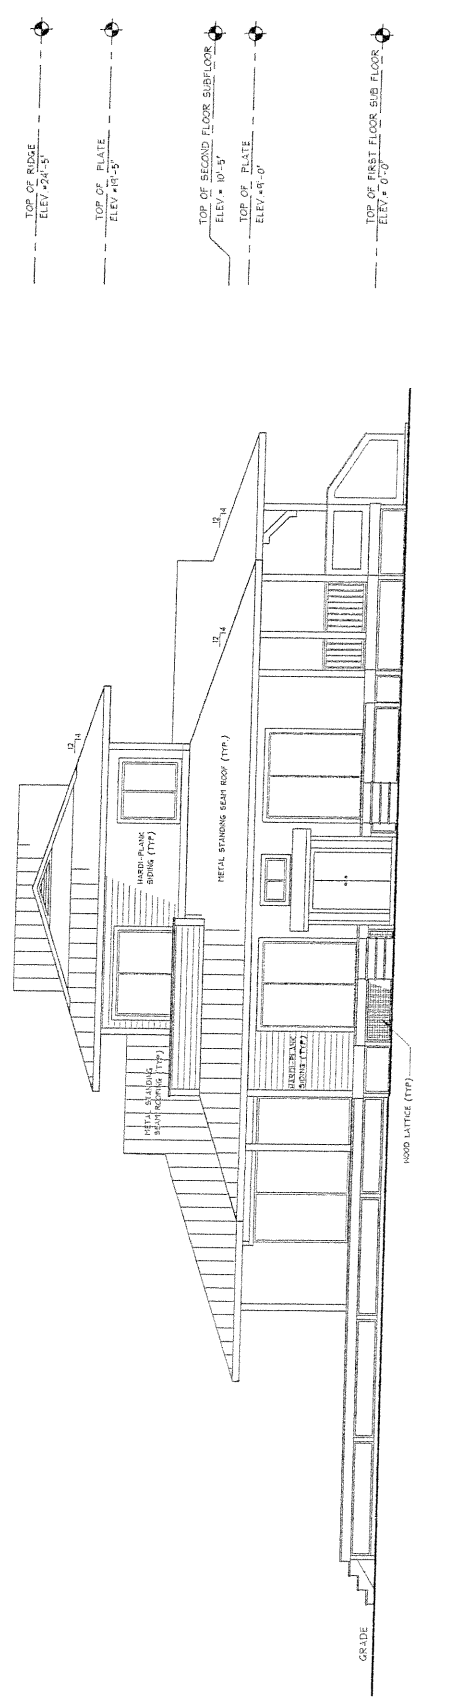 TOP OF RIDGE
ELEV. = 24'-5"
TOP OF PLATE
ELEV. = 19'-5"
TOP OF SECOND FLOOR SUBFLOOR
ELEV. = 10'-5"
TOP OF PLATE
ELEV. = 9'-0"
TOP OF FIRST FLOOR SUB FLOOR
ELEV. = 0'-0"
12
14
12
14
12
14
METAL STANDING SEAM ROOF (TYP.)
HARDI-PLANK
SIDING (TYP)
METAL STANDING
SEAM ROOFING (TYP)
HARDI-PLANK
SIDING (TYP)
WOOD LATTICE (TYP)
GRADE